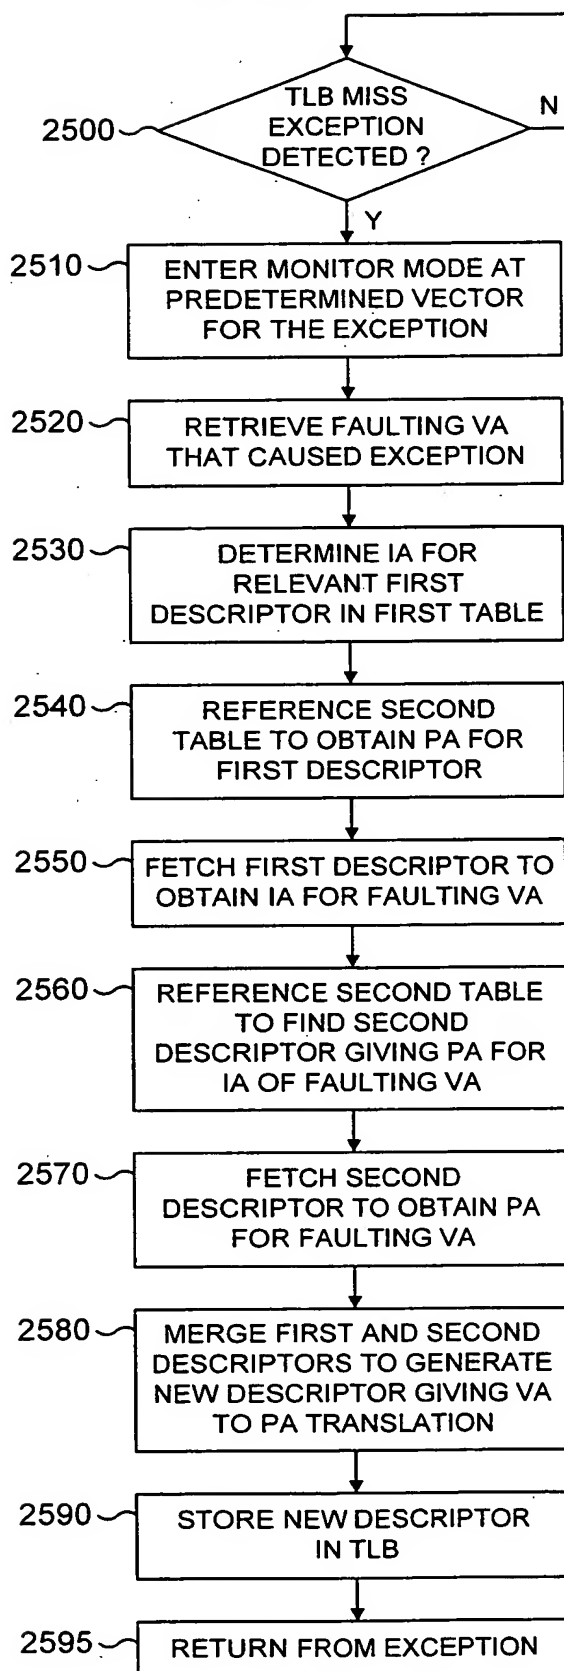 TLB MISS
2500 EXCEPTION N
DETECTED ?
Y
2510 ENTER MONITOR MODE AT
PREDETERMINED VECTOR
FOR THE EXCEPTION
2520 RETRIEVE FAULTING VA
THAT CAUSED EXCEPTION
2530 DETERMINE IA FOR
RELEVANT FIRST
DESCRIPTOR IN FIRST TABLE
2540 REFERENCE SECOND
TABLE TO OBTAIN PA FOR
FIRST DESCRIPTOR
2550 FETCH FIRST DESCRIPTOR TO
OBTAIN IA FOR FAULTING VA
2560 REFERENCE SECOND TABLE
TO FIND SECOND
DESCRIPTOR GIVING PA FOR
IA OF FAULTING VA
2570 FETCH SECOND
DESCRIPTOR TO OBTAIN PA
FOR FAULTING VA
2580 MERGE FIRST AND SECOND
DESCRIPTORS TO GENERATE
NEW DESCRIPTOR GIVING VA
TO PA TRANSLATION
2590 STORE NEW DESCRIPTOR
IN TLB
2595 RETURN FROM EXCEPTION